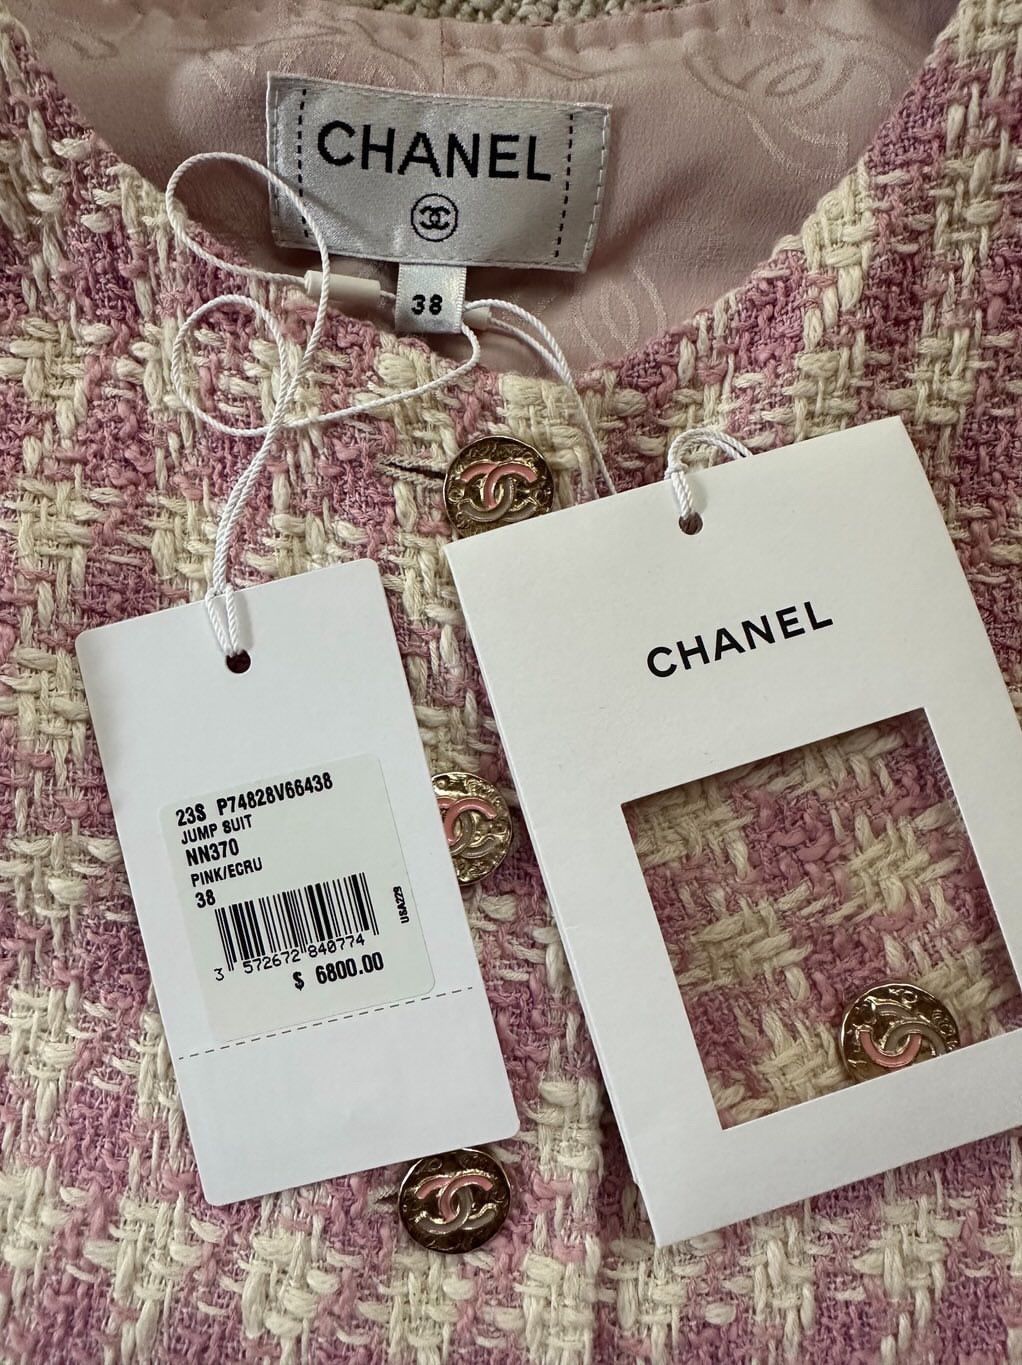 CHANEL
38
CHANEL
23S P74828V66438
JUMP SUIT
NN370
PINK/ECRU
38
USA229
3 572672 840774
$ 6800.00